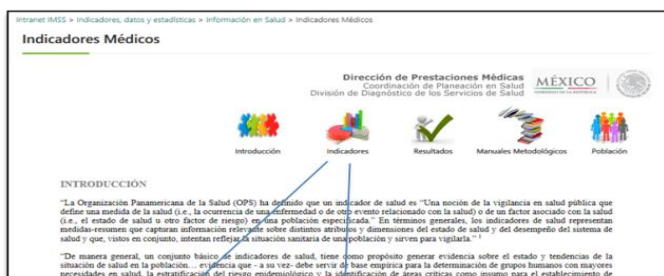 Intranet IMSS > Indicadores, datos y estadísticas > Información en Salud > Indicadores Médicos
Indicadores Médicos
Dirección de Prestaciones Médicas
Coordinación de Planeación en Salud
División de Diagnóstico de los Servicios de Salud
MÉXICO
GOBIERNO DE LA REPÚBLICA
Introducción
Indicadores
Resultados
Manuales Metodológicos
Población
INTRODUCCIÓN
“La Organización Panamericana de la Salud (OPS) ha definido que un indicador de salud es “Una noción de la vigilancia en salud pública que
define una medida de la salud (i.e., la ocurrencia de una enfermedad o de otro evento relacionado con la salud) o de un factor asociado con la salud
(i.e., el estado de salud u otro factor de riesgo) en una población especificada.” En términos generales, los indicadores de salud representan
medidas-resumen que capturan información relevante sobre distintos atributos y dimensiones del estado de salud y del desempeño del sistema de
salud y que, vistos en conjunto, intentan reflejar la situación sanitaria de una población y sirven para vigilarla.” 1
“De manera general, un conjunto básico de indicadores de salud, tiene como propósito generar evidencia sobre el estado y tendencias de la
situación de salud en la población… evidencia que - a su vez- debe servir de base empírica para la determinación de grupos humanos con mayores
necesidades en salud, la estratificación del riesgo epidemiológico y la identificación de áreas críticas como insumo para el establecimiento de